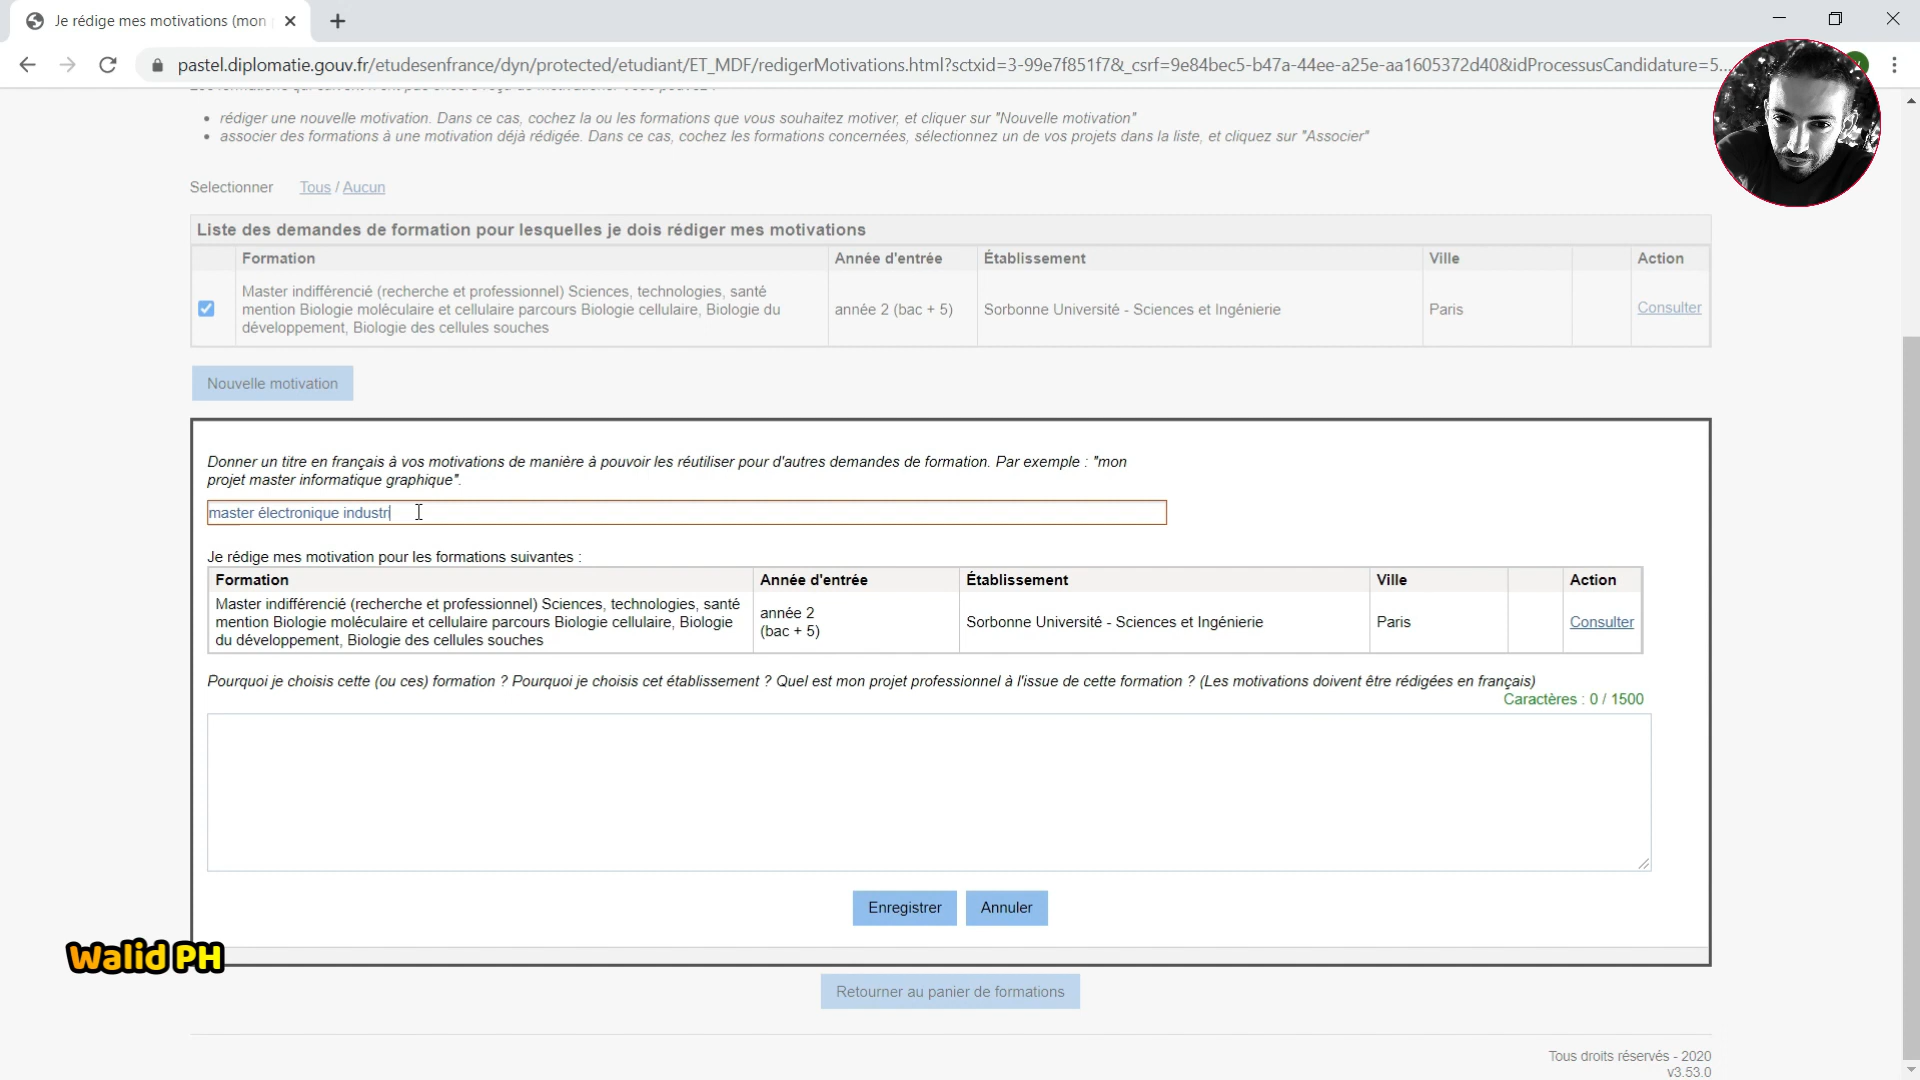 Je rédige mes motivations (mon
pastel.diplomatie.gouv.fr/etudesenfrance/dyn/protected/etudiant/ET_MDF/redigerMotivations.html?sctxid=3-99e7f851f7&_csrf=9e84bec5-b47a-44ee-a25e-aa1605372d40&idProcessusCandidature=5...
rédiger une nouvelle motivation. Dans ce cas, cochez la ou les formations que vous souhaitez motiver, et cliquer sur "Nouvelle motivation"
associer des formations à une motivation déjà rédigée. Dans ce cas, cochez les formations concernées, sélectionnez un de vos projets dans la liste, et cliquez sur "Associer"
Selectionner Tous / Aucun
Liste des demandes de formation pour lesquelles je dois rédiger mes motivations
Formation Année d'entrée Établissement Ville Action
Master indifférencié (recherche et professionnel) Sciences, technologies, santé
mention Biologie moléculaire et cellulaire parcours Biologie cellulaire, Biologie du
développement, Biologie des cellules souches
année 2 (bac + 5) Sorbonne Université - Sciences et Ingénierie Paris Consulter
Nouvelle motivation
Donner un titre en français à vos motivations de manière à pouvoir les réutiliser pour d'autres demandes de formation. Par exemple : "mon
projet master informatique graphique".
master électronique industr
Je rédige mes motivation pour les formations suivantes :
Formation Année d'entrée Établissement Ville Action
Master indifférencié (recherche et professionnel) Sciences, technologies, santé
mention Biologie moléculaire et cellulaire parcours Biologie cellulaire, Biologie
du développement, Biologie des cellules souches
année 2
(bac + 5)
Sorbonne Université - Sciences et Ingénierie Paris Consulter
Pourquoi je choisis cette (ou ces) formation ? Pourquoi je choisis cet établissement ? Quel est mon projet professionnel à l'issue de cette formation ? (Les motivations doivent être rédigées en français)
Caractères : 0 / 1500
Enregistrer Annuler
Walid PH
Retourner au panier de formations
Tous droits réservés - 2020
v3.53.0